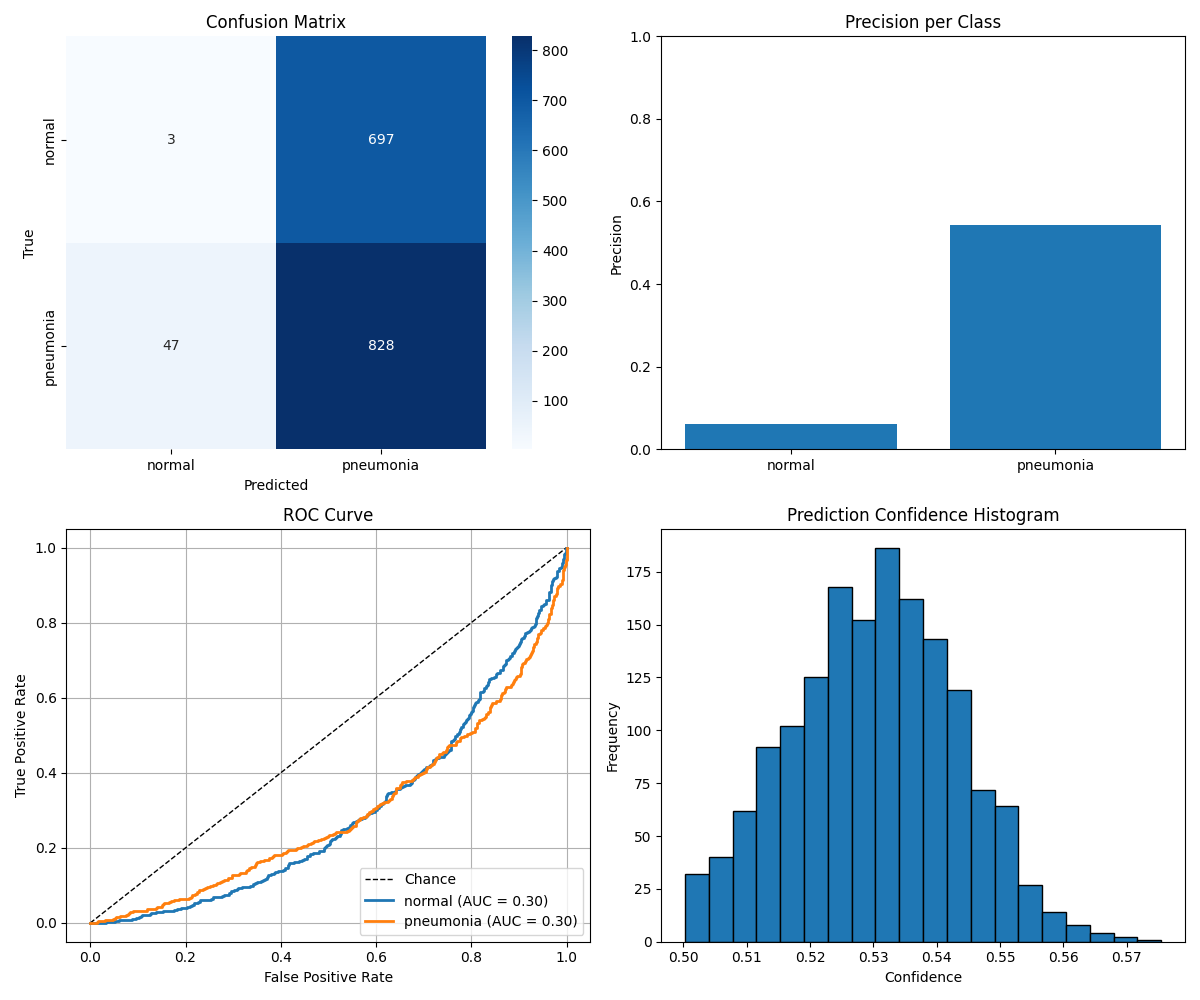 Confusion Matrix
True
normal
pneumonia
3
697
47
828
normal
pneumonia
Predicted
800
700
600
500
400
300
200
100
Precision per Class
Precision
1.0
0.8
0.6
0.4
0.2
0.0
normal
pneumonia
ROC Curve
True Positive Rate
1.0
0.8
0.6
0.4
0.2
0.0
Chance
normal (AUC = 0.30)
pneumonia (AUC = 0.30)
0.0
0.2
0.4
0.6
0.8
1.0
False Positive Rate
Prediction Confidence Histogram
Frequency
175
150
125
100
75
50
25
0
0.50
0.51
0.52
0.53
0.54
0.55
0.56
0.57
Confidence